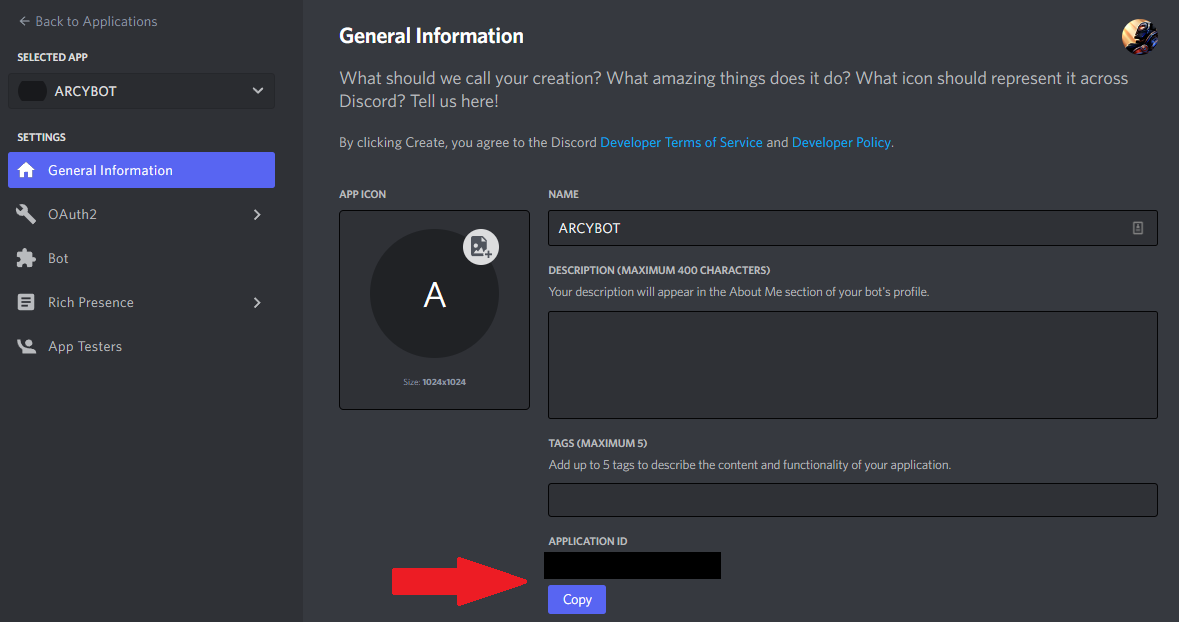 Back to Applications
SELECTED APP
ARCYBOT
SETTINGS
General Information
OAuth2
Bot
Rich Presence
App Testers
General Information
What should we call your creation? What amazing things does it do? What icon should represent it across
Discord? Tell us here!
By clicking Create, you agree to the Discord Developer Terms of Service and Developer Policy.
APP ICON
A
Size: 1024x1024
NAME
ARCYBOT
DESCRIPTION (MAXIMUM 400 CHARACTERS)
Your description will appear in the About Me section of your bot's profile.
TAGS (MAXIMUM 5)
Add up to 5 tags to describe the content and functionality of your application.
APPLICATION ID
Copy